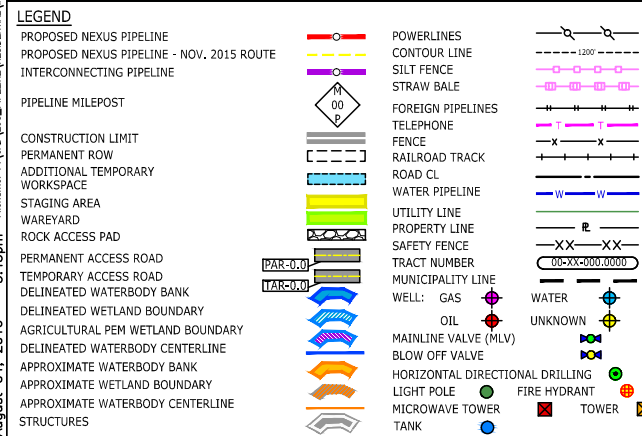 LEGEND
PROPOSED NEXUS PIPELINE
PROPOSED NEXUS PIPELINE - NOV. 2015 ROUTE
INTERCONNECTING PIPELINE
PIPELINE MILEPOST
M
00
P
CONSTRUCTION LIMIT
PERMANENT ROW
ADDITIONAL TEMPORARY
WORKSPACE
STAGING AREA
WAREYARD
ROCK ACCESS PAD
PERMANENT ACCESS ROAD
PAR-0.0
TEMPORARY ACCESS ROAD
TAR-0.0
DELINEATED WATERBODY BANK
DELINEATED WETLAND BOUNDARY
AGRICULTURAL PEM WETLAND BOUNDARY
DELINEATED WATERBODY CENTERLINE
APPROXIMATE WATERBODY BANK
APPROXIMATE WETLAND BOUNDARY
APPROXIMATE WATERBODY CENTERLINE
STRUCTURES
POWERLINES
CONTOUR LINE 1200'
SILT FENCE
STRAW BALE
FOREIGN PIPELINES
TELEPHONE T T
FENCE X X
RAILROAD TRACK
ROAD CL
WATER PIPELINE W W
UTILITY LINE
PROPERTY LINE PL
SAFETY FENCE XX XX
TRACT NUMBER 00-XX-000.0000
MUNICIPALITY LINE
WELL: GAS WATER
OIL UNKNOWN
MAINLINE VALVE (MLV)
BLOW OFF VALVE
HORIZONTAL DIRECTIONAL DRILLING
LIGHT POLE FIRE HYDRANT
MICROWAVE TOWER TOWER
TANK